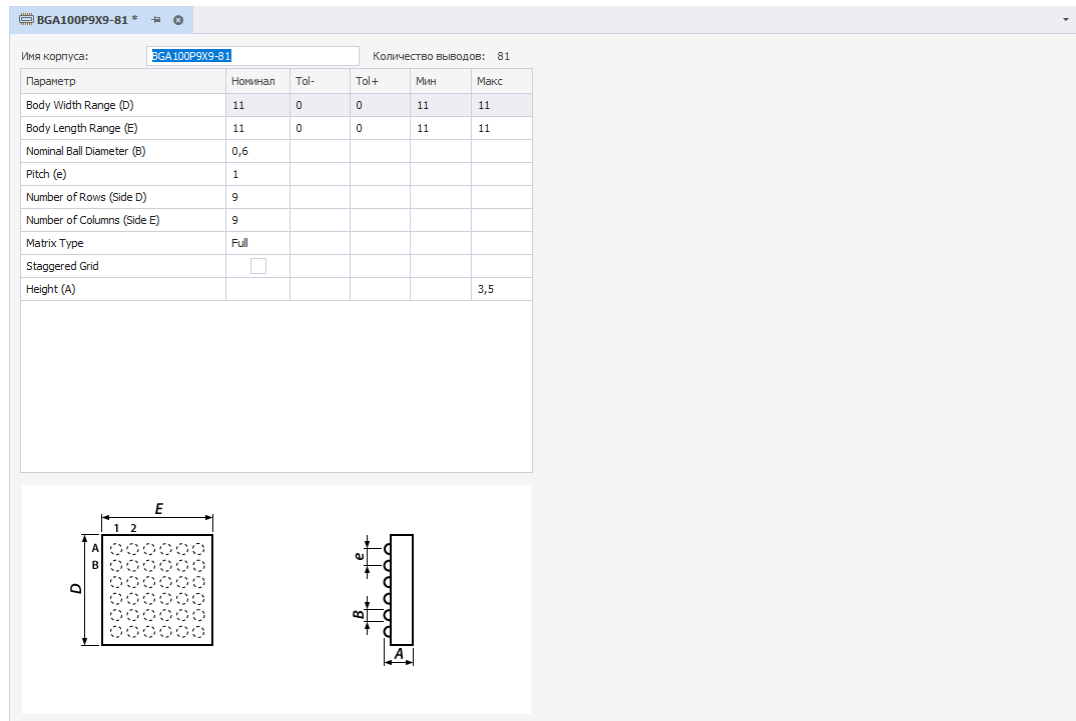 BGA100P9X9-81 *
Имя корпуса: BGA100P9X9-81 Количество выводов: 81
Параметр Номинал Tol- Tol+ Мин Макс
Body Width Range (D) 11 0 0 11 11
Body Length Range (E) 11 0 0 11 11
Nominal Ball Diameter (B) 0,6
Pitch (e) 1
Number of Rows (Side D) 9
Number of Columns (Side E) 9
Matrix Type Full
Staggered Grid
Height (A) 3,5
E
1 2
A
B
D
e
B
A